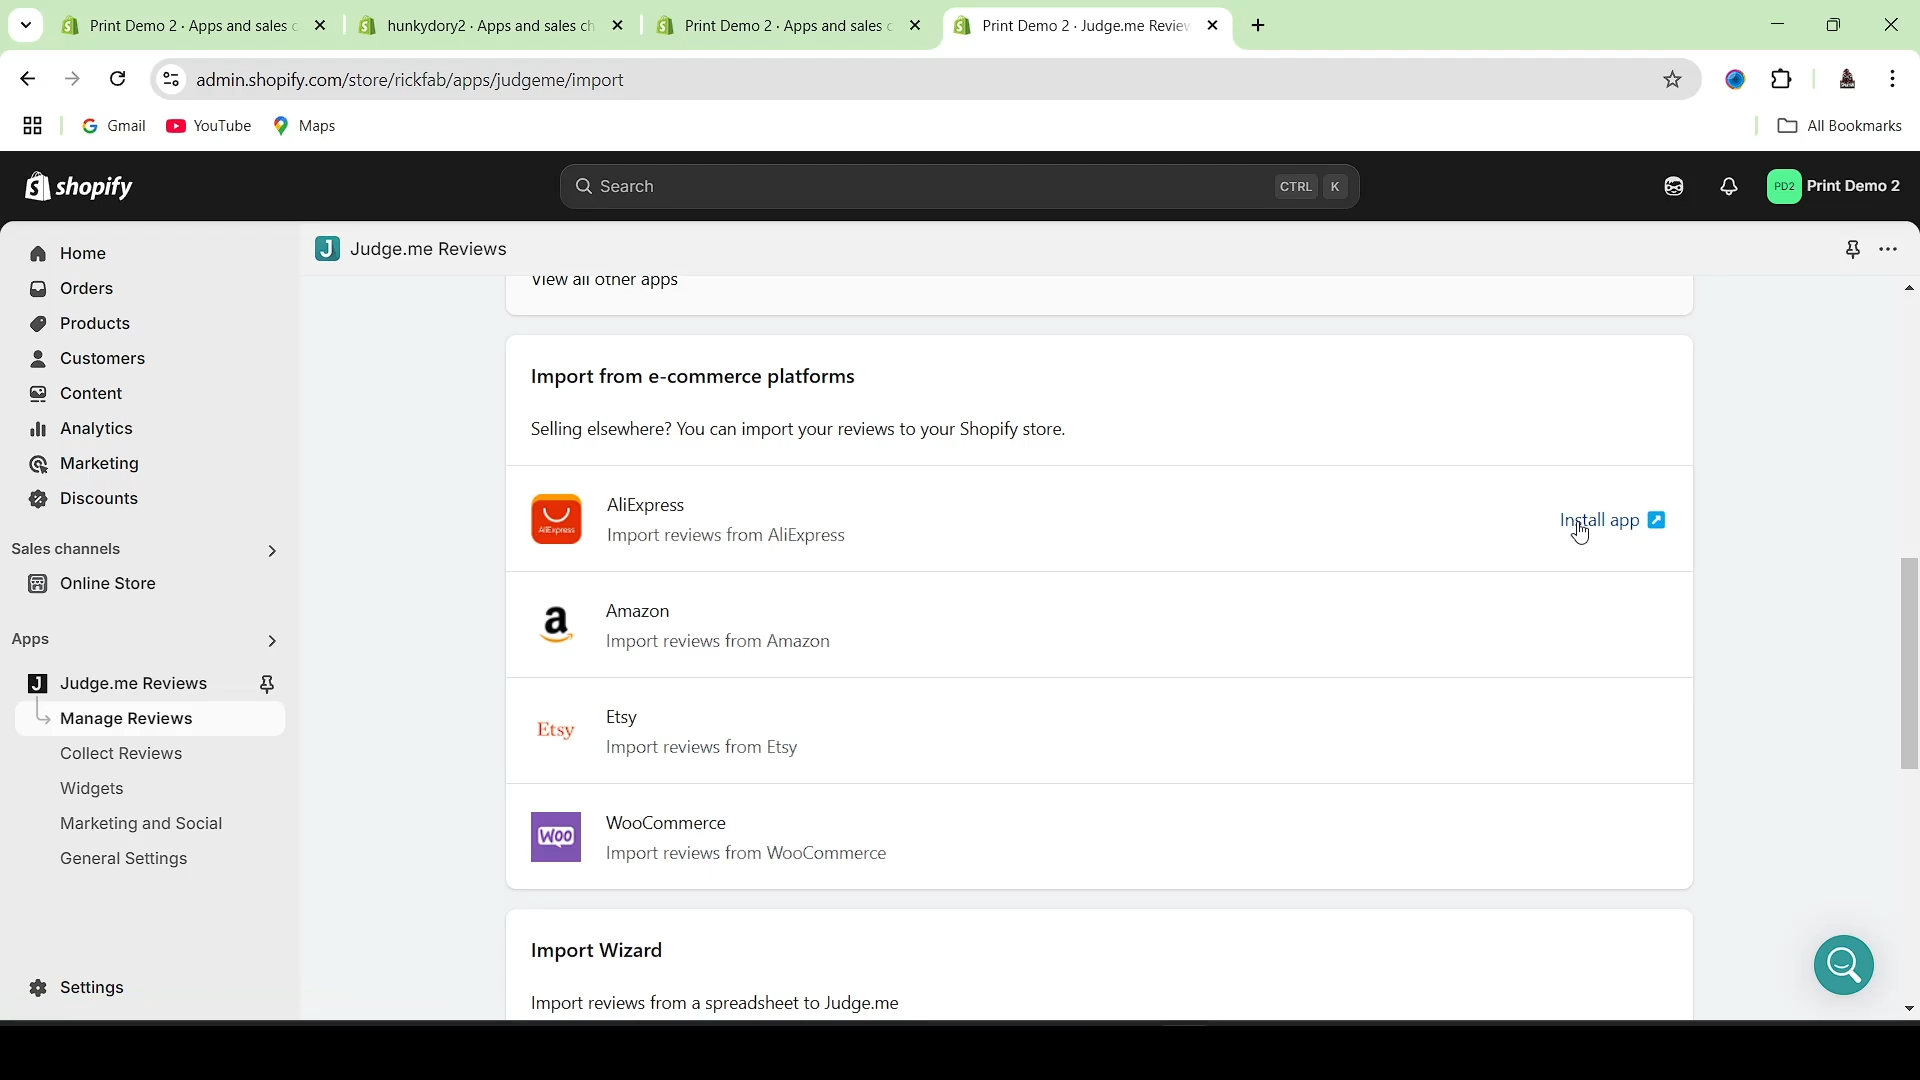 Print Demo 2 · Apps and sales c
hunkydory2 · Apps and sales ch
Print Demo 2 · Apps and sales c
Print Demo 2 · Judge.me Review
admin.shopify.com/store/rickfab/apps/judgeme/import
Gmail
YouTube
Maps
All Bookmarks
shopify
Search
CTRL K
PD2
Print Demo 2
Home
Orders
Products
Customers
Content
Analytics
Marketing
Discounts
Sales channels
Online Store
Apps
J
Judge.me Reviews
Manage Reviews
Collect Reviews
Widgets
Marketing and Social
General Settings
Settings
J
Judge.me Reviews
View all other apps
Import from e-commerce platforms
Selling elsewhere? You can import your reviews to your Shopify store.
AliExpress
AliExpress
Import reviews from AliExpress
Install app
a
Amazon
Import reviews from Amazon
Etsy
Etsy
Import reviews from Etsy
WOO
WooCommerce
Import reviews from WooCommerce
Import Wizard
Import reviews from a spreadsheet to Judge.me